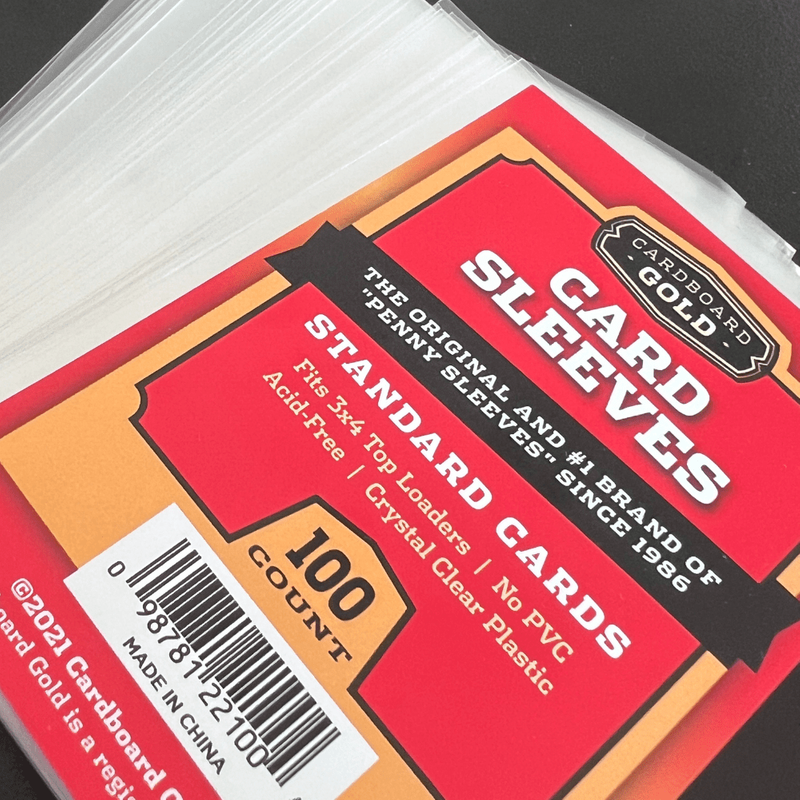 CARDBOARD
GOLD
CARD
SLEEVES
THE ORIGINAL AND #1 BRAND OF
"PENNY SLEEVES" SINCE 1986
STANDARD CARDS
Fits 3x4 Top Loaders | No PVC
Acid-Free | Crystal Clear Plastic
100
COUNT
0 98781 22100
MADE IN CHINA
©2021 Cardboard
Gold is a